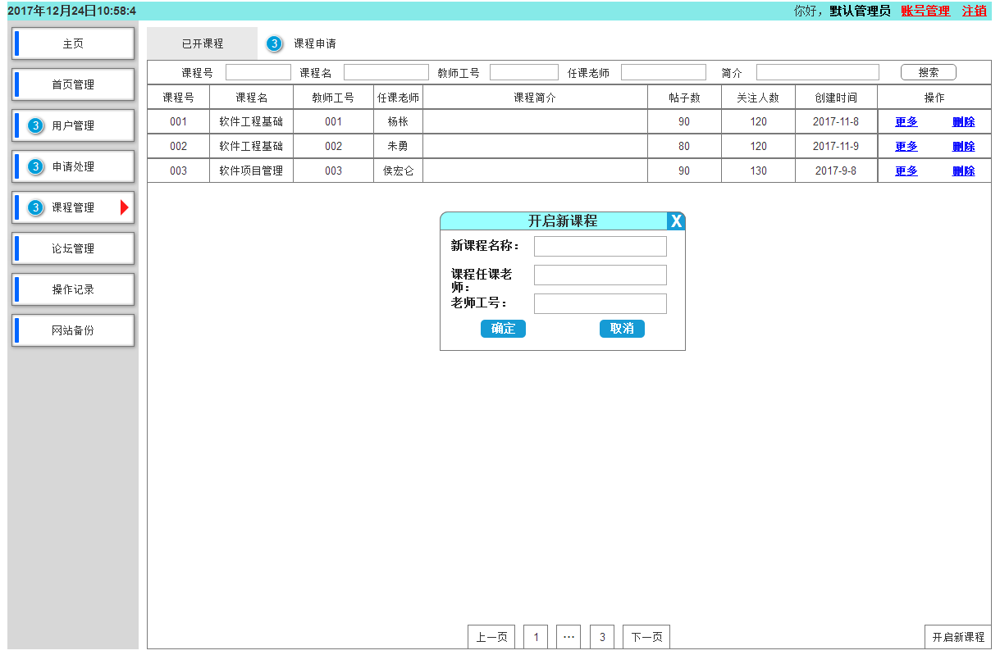 2017年12月24日10:58:4
你好，默认管理员 账号管理 注销
主页
首页管理
3 用户管理
3 申请处理
3 课程管理
论坛管理
操作记录
网站备份
已开课程 3 课程申请
课程号 课程名 教师工号 任课老师 简介 搜索
课程号 课程名 教师工号 任课老师 课程简介 帖子数 关注人数 创建时间 操作
001 软件工程基础 001 杨枨 90 120 2017-11-8 更多 删除
002 软件工程基础 002 朱勇 80 120 2017-11-9 更多 删除
003 软件项目管理 003 侯宏仑 90 130 2017-9-8 更多 删除
开启新课程 X
新课程名称：
课程任课老
师：
老师工号：
确定 取消
上一页 1 … 3 下一页 开启新课程